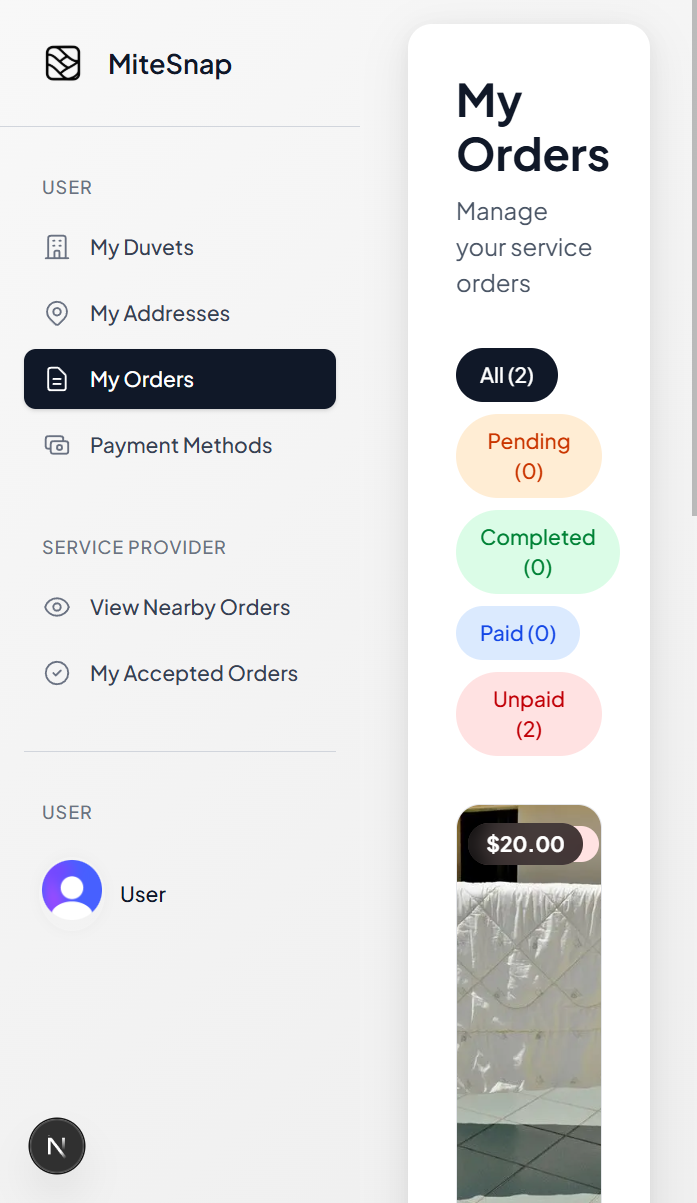 MiteSnap
USER
My Duvets
My Addresses
My Orders
Payment Methods
SERVICE PROVIDER
View Nearby Orders
My Accepted Orders
USER
User
N
My
Orders
Manage
your service
orders
All (2)
Pending
(0)
Completed
(0)
Paid (0)
Unpaid
(2)
$20.00